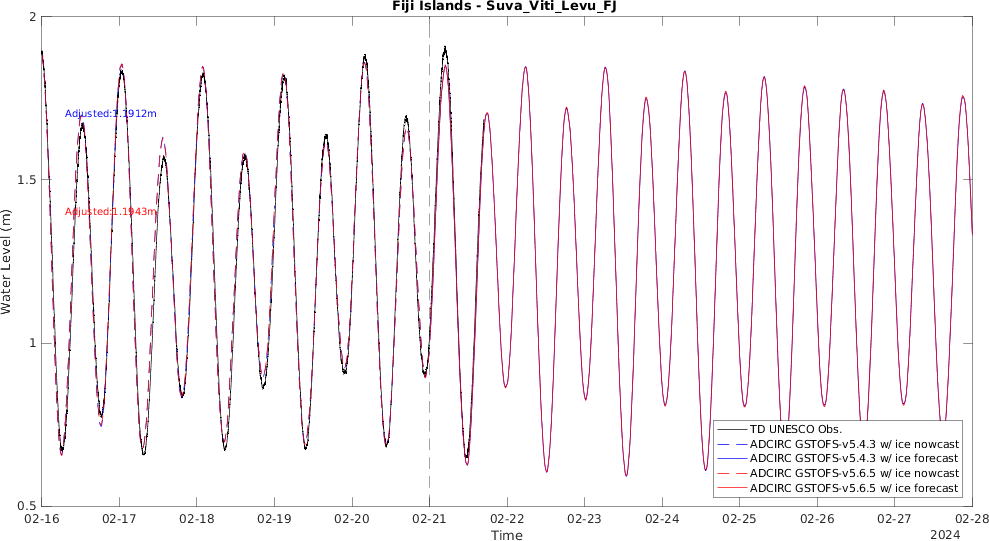 Fiji Islands - Suva_Viti_Levu_FJ
Water Level (m)
2
1.5
1
0.5
Adjusted:1.1912m
Adjusted:1.1943m
TD UNESCO Obs.
ADCIRC GSTOFS-v5.4.3 w/ ice nowcast
ADCIRC GSTOFS-v5.4.3 w/ ice forecast
ADCIRC GSTOFS-v5.6.5 w/ ice nowcast
ADCIRC GSTOFS-v5.6.5 w/ ice forecast
02-16 02-17 02-18 02-19 02-20 02-21 02-22 02-23 02-24 02-25 02-26 02-27 02-28
Time
2024